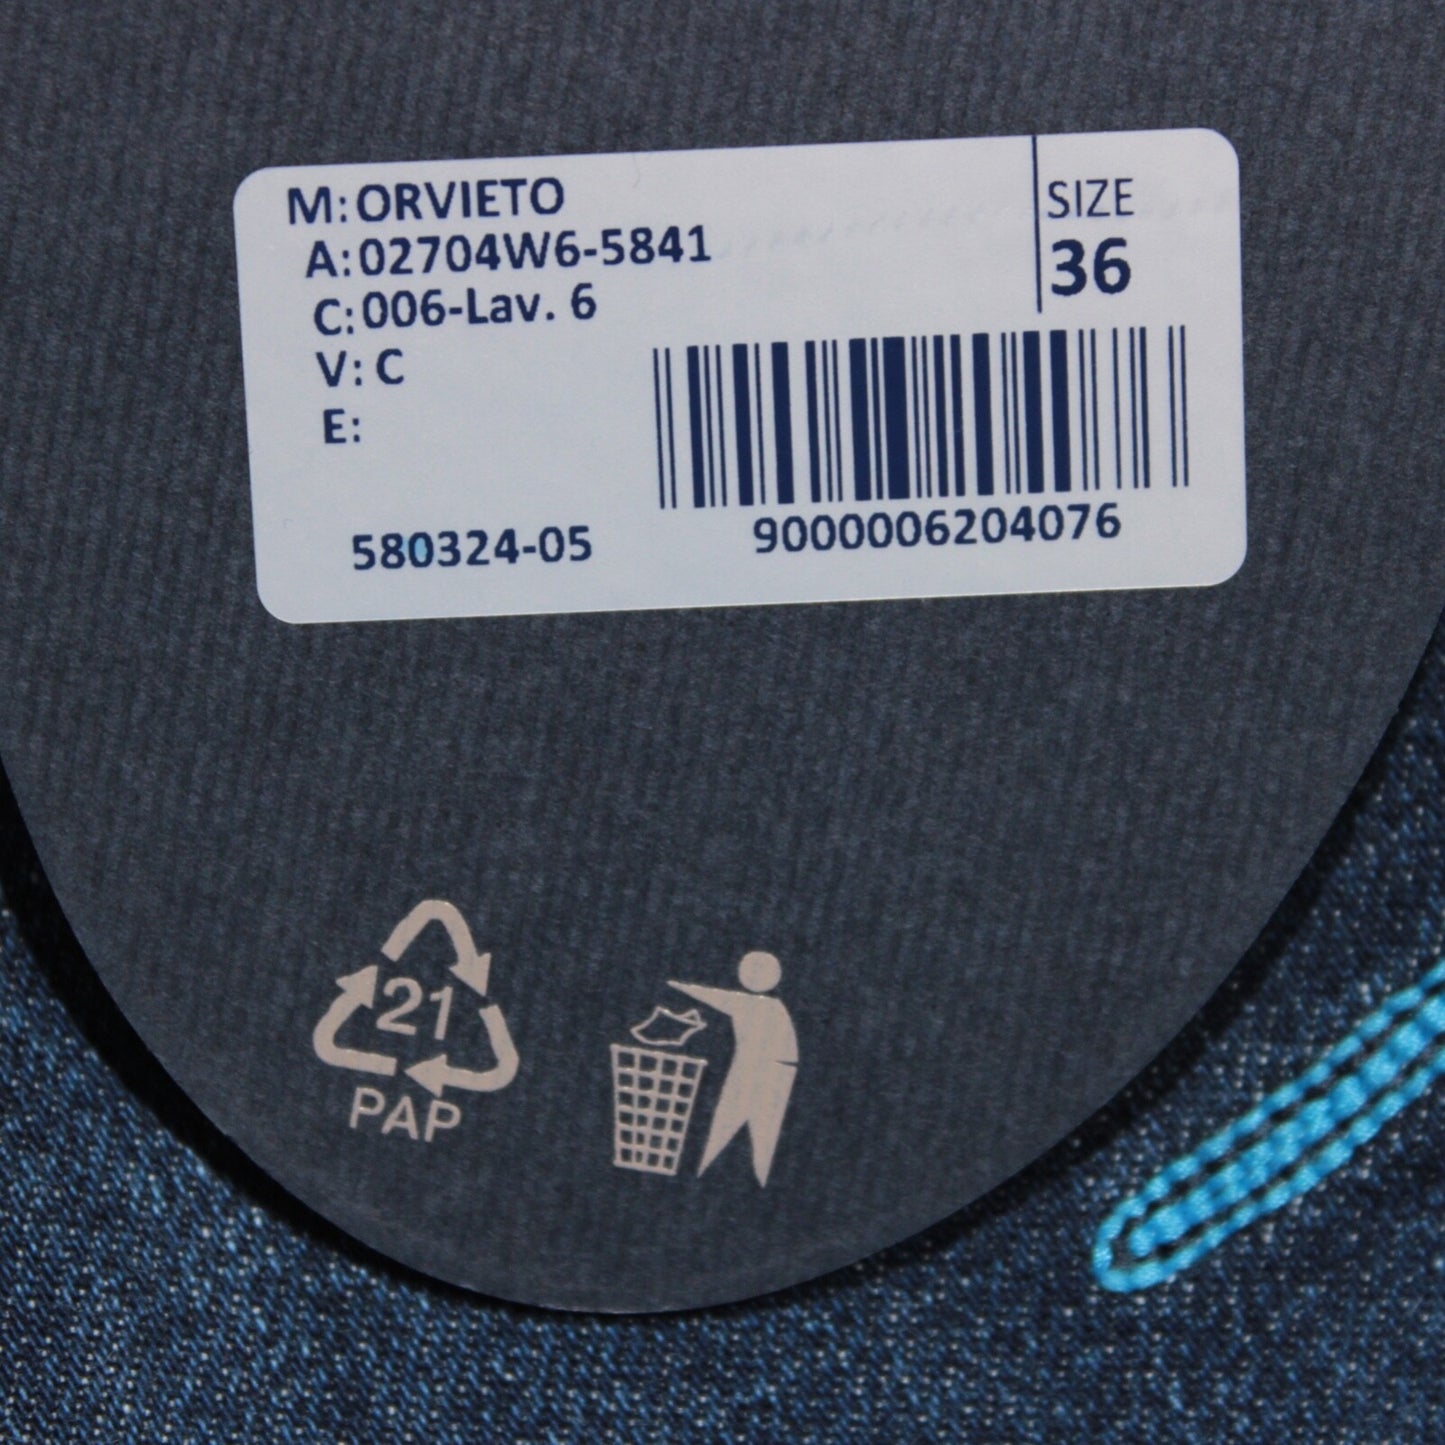 M: ORVIETO
A: 02704W6-5841
C: 006-Lav. 6
V: C
E:
SIZE
36
580324-05
9000006204076
21
PAP